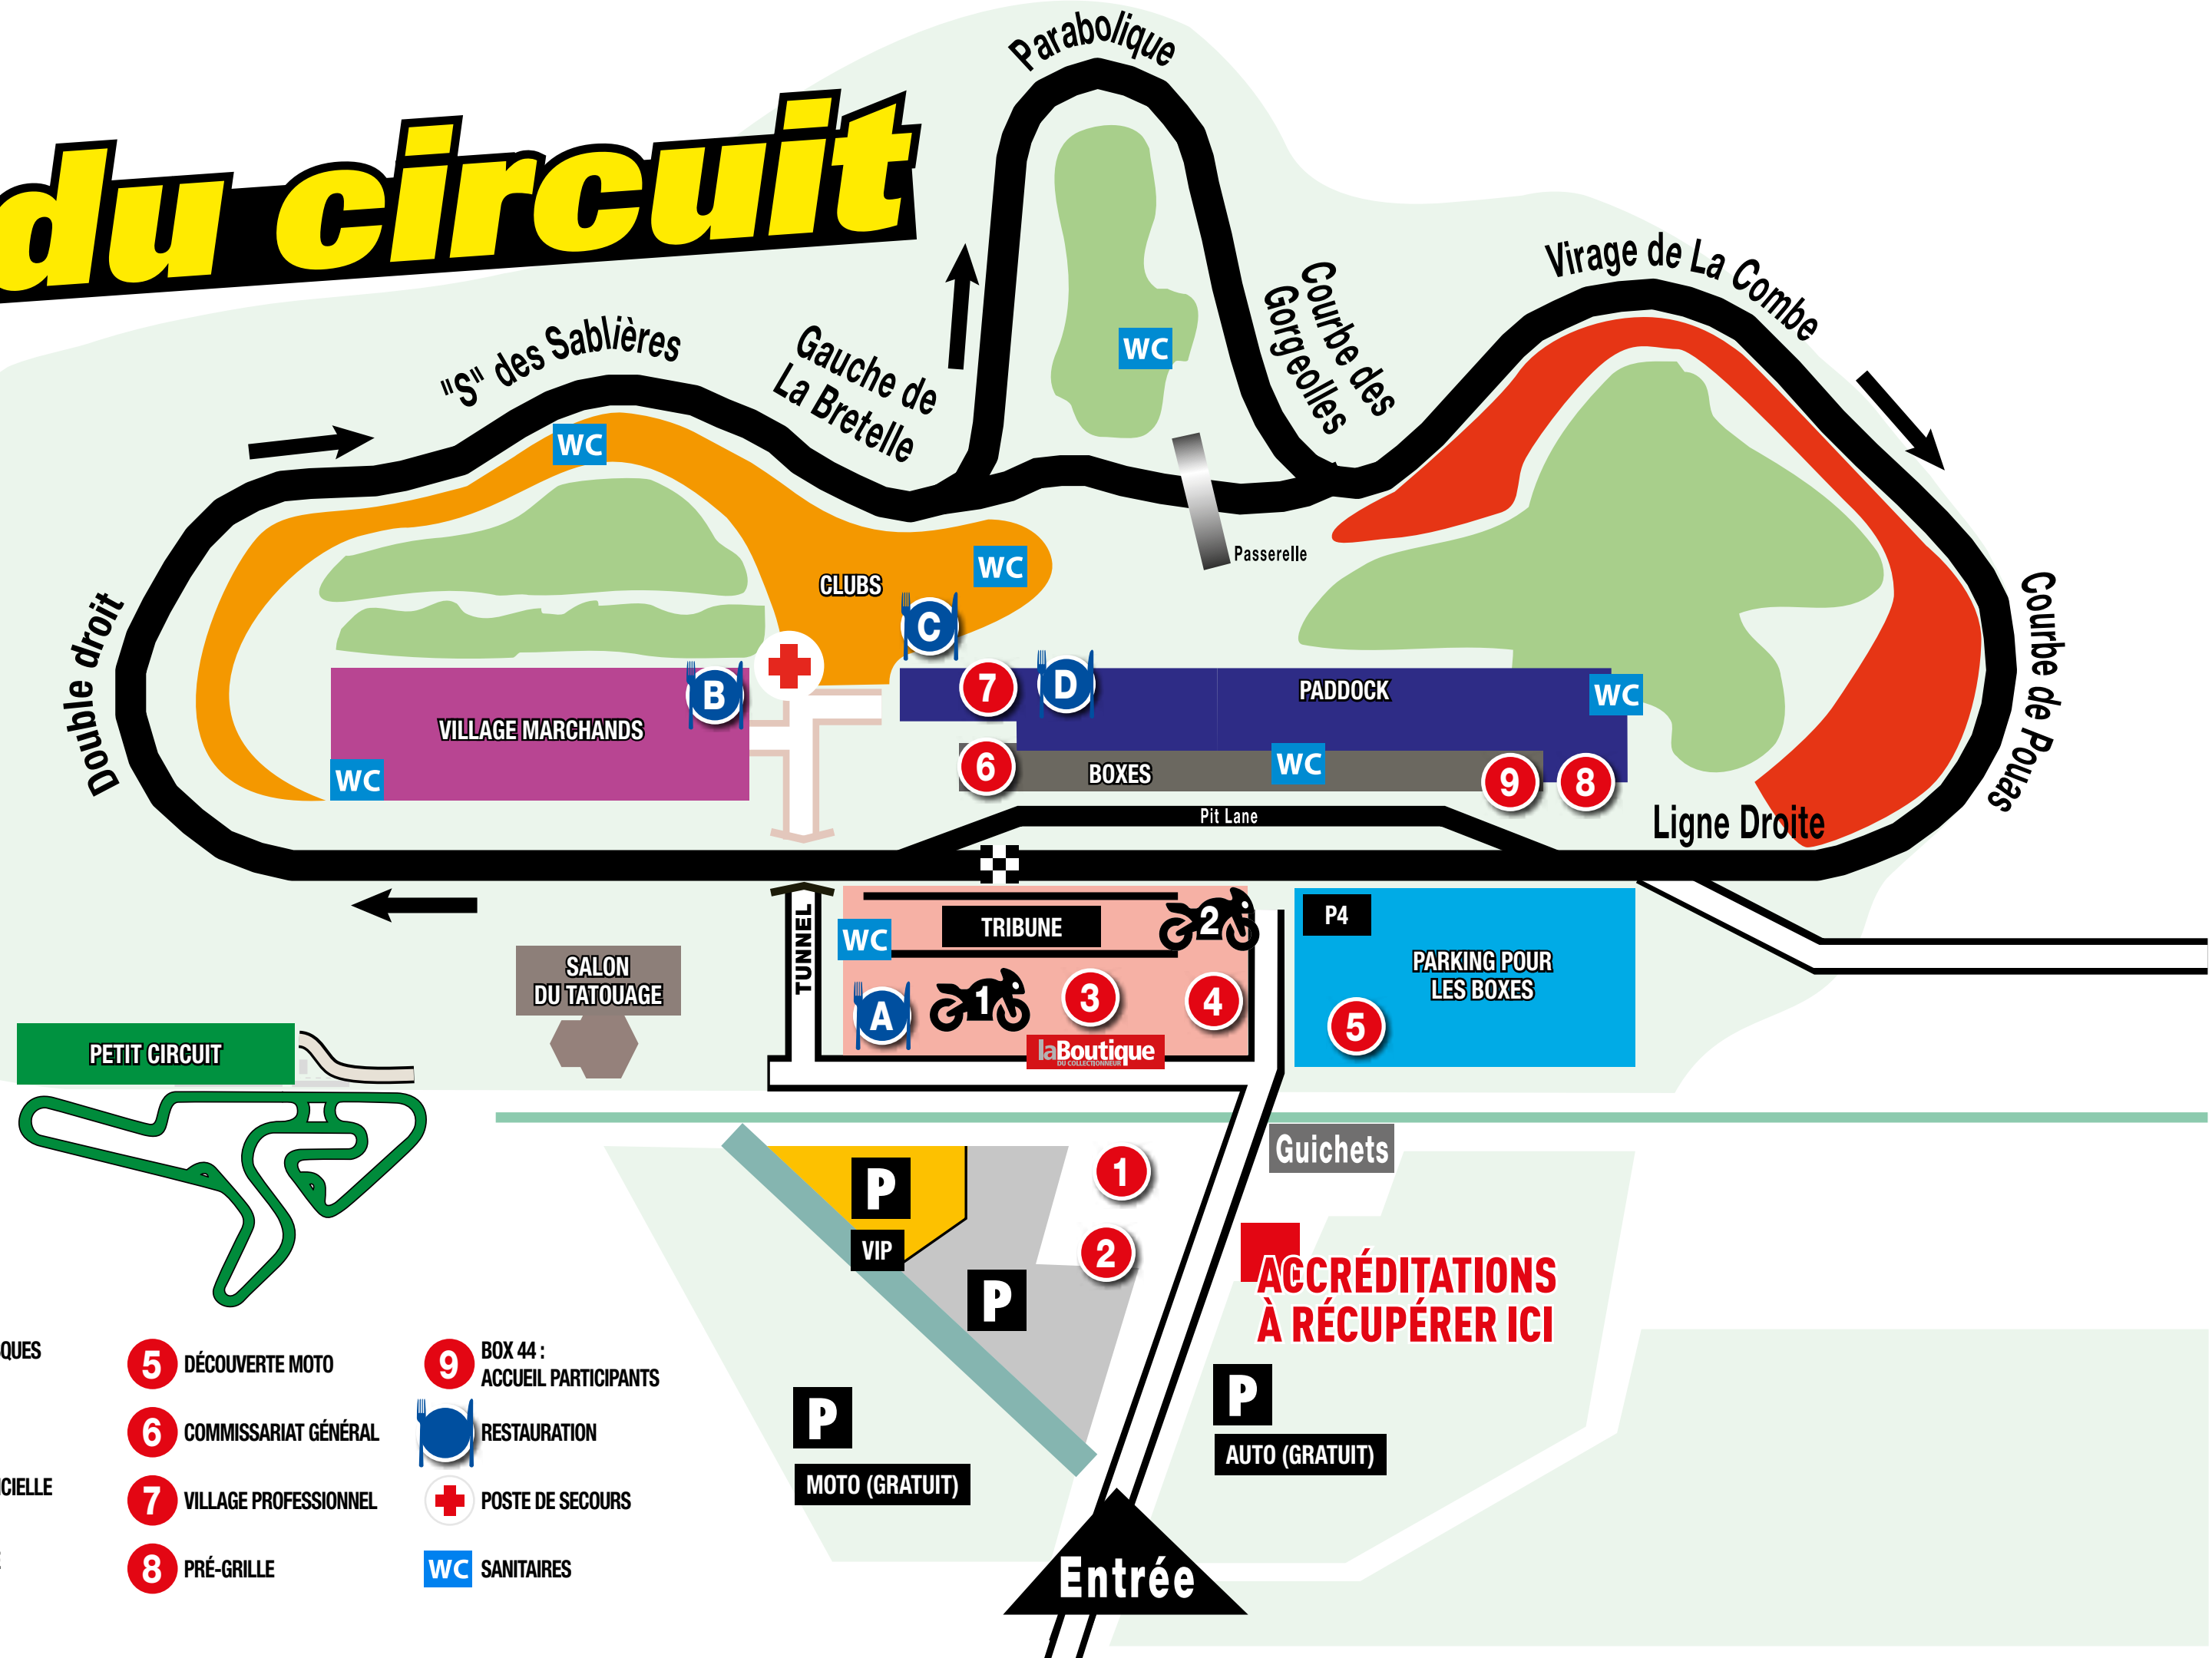 du circuit
Parabolique
Virage de La Combe
"S" des Sablières
Gauche de
La Bretelle
Courbe des
Gorgeolles
WC
WC
WC
Passerelle
CLUBS
C
Double droit
Courbe de Pouas
B
7
D
PADDOCK
WC
VILLAGE MARCHANDS
WC
6
BOXES
WC
9
8
Pit Lane
Ligne Droite
TUNNEL
WC
TRIBUNE
2
P4
SALON
DU TATOUAGE
PARKING POUR
LES BOXES
A
1
3
4
5
laBoutique
DU COLLECTIONNEUR
PETIT CIRCUIT
Guichets
1
P
VIP
2
P
ACCRÉDITATIONS
À RÉCUPÉRER ICI
P
MOTO (GRATUIT)
P
AUTO (GRATUIT)
Entrée
QUES
5 DÉCOUVERTE MOTO
9 BOX 44 :
ACCUEIL PARTICIPANTS
6 COMMISSARIAT GÉNÉRAL
RESTAURATION
CIELLE
7 VILLAGE PROFESSIONNEL
POSTE DE SECOURS
8 PRÉ-GRILLE
WC SANITAIRES